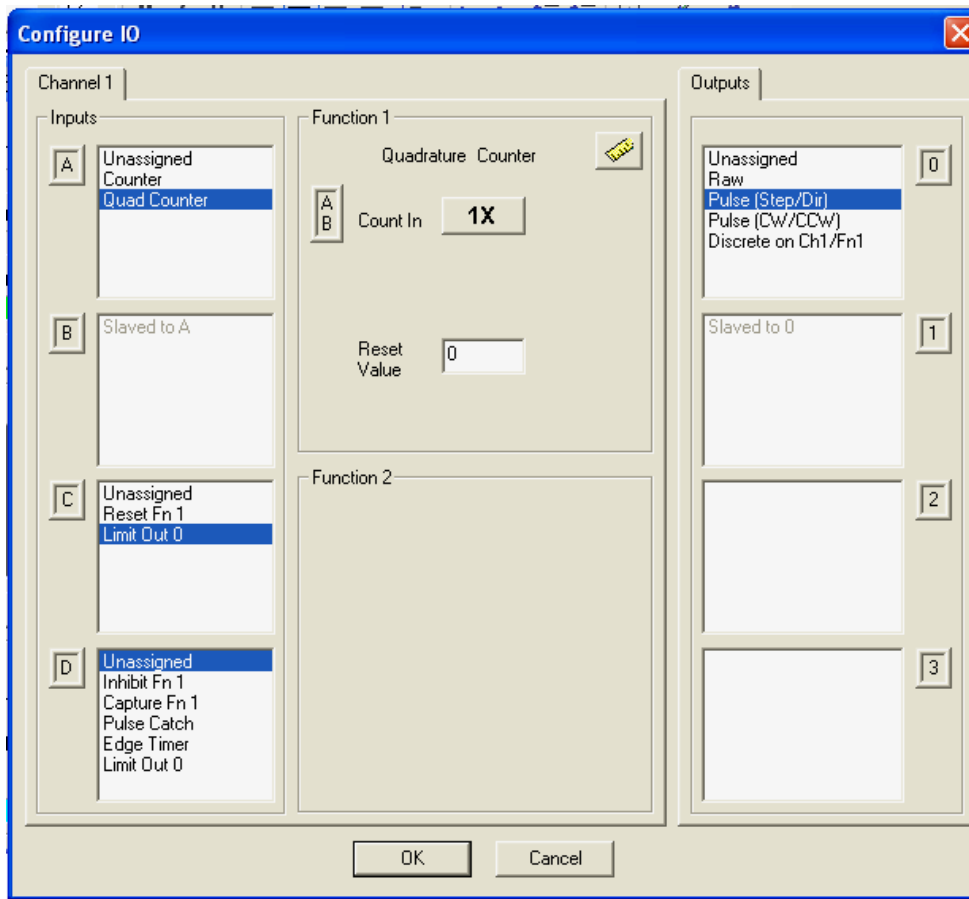 Configure IO
Channel 1
Inputs
A
Unassigned
Counter
Quad Counter
B
Slaved to A
C
Unassigned
Reset Fn 1
Limit Out 0
D
Unassigned
Inhibit Fn 1
Capture Fn 1
Pulse Catch
Edge Timer
Limit Out 0
Function 1
Quadrature Counter
A
B
Count In
1X
Reset
Value
0
Function 2
Outputs
Unassigned
Raw
Pulse (Step/Dir)
Pulse (CW/CCW)
Discrete on Ch1/Fn1
0
Slaved to 0
1
2
3
OK
Cancel